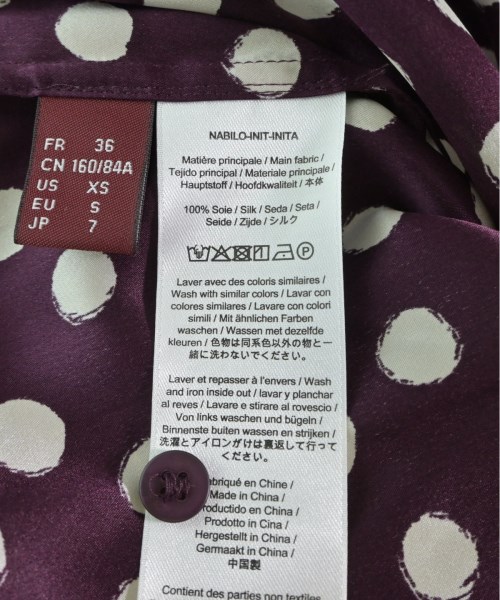 FR 36
CN 160/84A
US XS
EU S
JP 7
NABILO-INIT-INITA
Matière principale / Main fabric /
Tejido principal / Materiale principale /
Hauptstoff / Hoofdkwaliteit / 本体
100% Soie / Silk / Seda / Seta /
Seide / Zijde / シルク
Laver avec des coloris similaires /
Wash with similar colors / Lavar con
colores similares / Lavare con colori
simili / Mit ähnlichen Farben
waschen / Wassen met dezelfde
kleuren / 色物は同系色以外の物と一
緒に洗わないでください。
Laver et repasser à l'envers / Wash
and iron inside out / lavar y planchar
al reves / Lavare e stirare al rovescio /
Von links waschen und bügeln /
Binnenste buiten wassen en strijken /
洗濯とアイロンがけは裏返して行って
ください。
abriqué en Chine /
Made in China /
roducido en China /
Prodotto in Cina /
Hergestellt in China /
Gemaakt in China /
中国製
Contient des parties non textiles